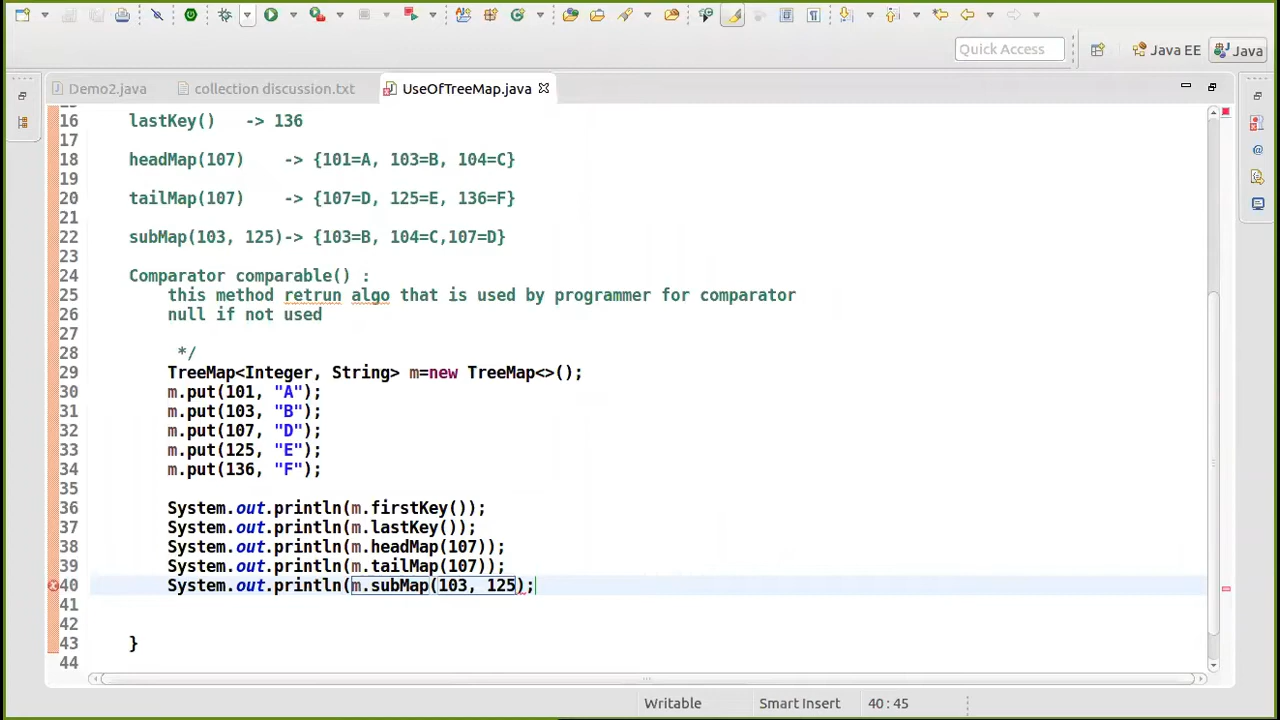 Quick Access
Java EE
Java
Demo2.java
collection discussion.txt
UseOfTreeMap.java
16 lastKey() -> 136
17
18 headMap(107) -> {101=A, 103=B, 104=C}
19
20 tailMap(107) -> {107=D, 125=E, 136=F}
21
22 subMap(103, 125)-> {103=B, 104=C,107=D}
23
24 Comparator comparable() :
25 this method retrun algo that is used by programmer for comparator
26 null if not used
27
28 */
29 TreeMap<Integer, String> m=new TreeMap<>();
30 m.put(101, "A");
31 m.put(103, "B");
32 m.put(107, "D");
33 m.put(125, "E");
34 m.put(136, "F");
35
36 System.out.println(m.firstKey());
37 System.out.println(m.lastKey());
38 System.out.println(m.headMap(107));
39 System.out.println(m.tailMap(107));
40 System.out.println(m.subMap(103, 125);
41
42
43 }
44
Writable
Smart Insert
40 : 45